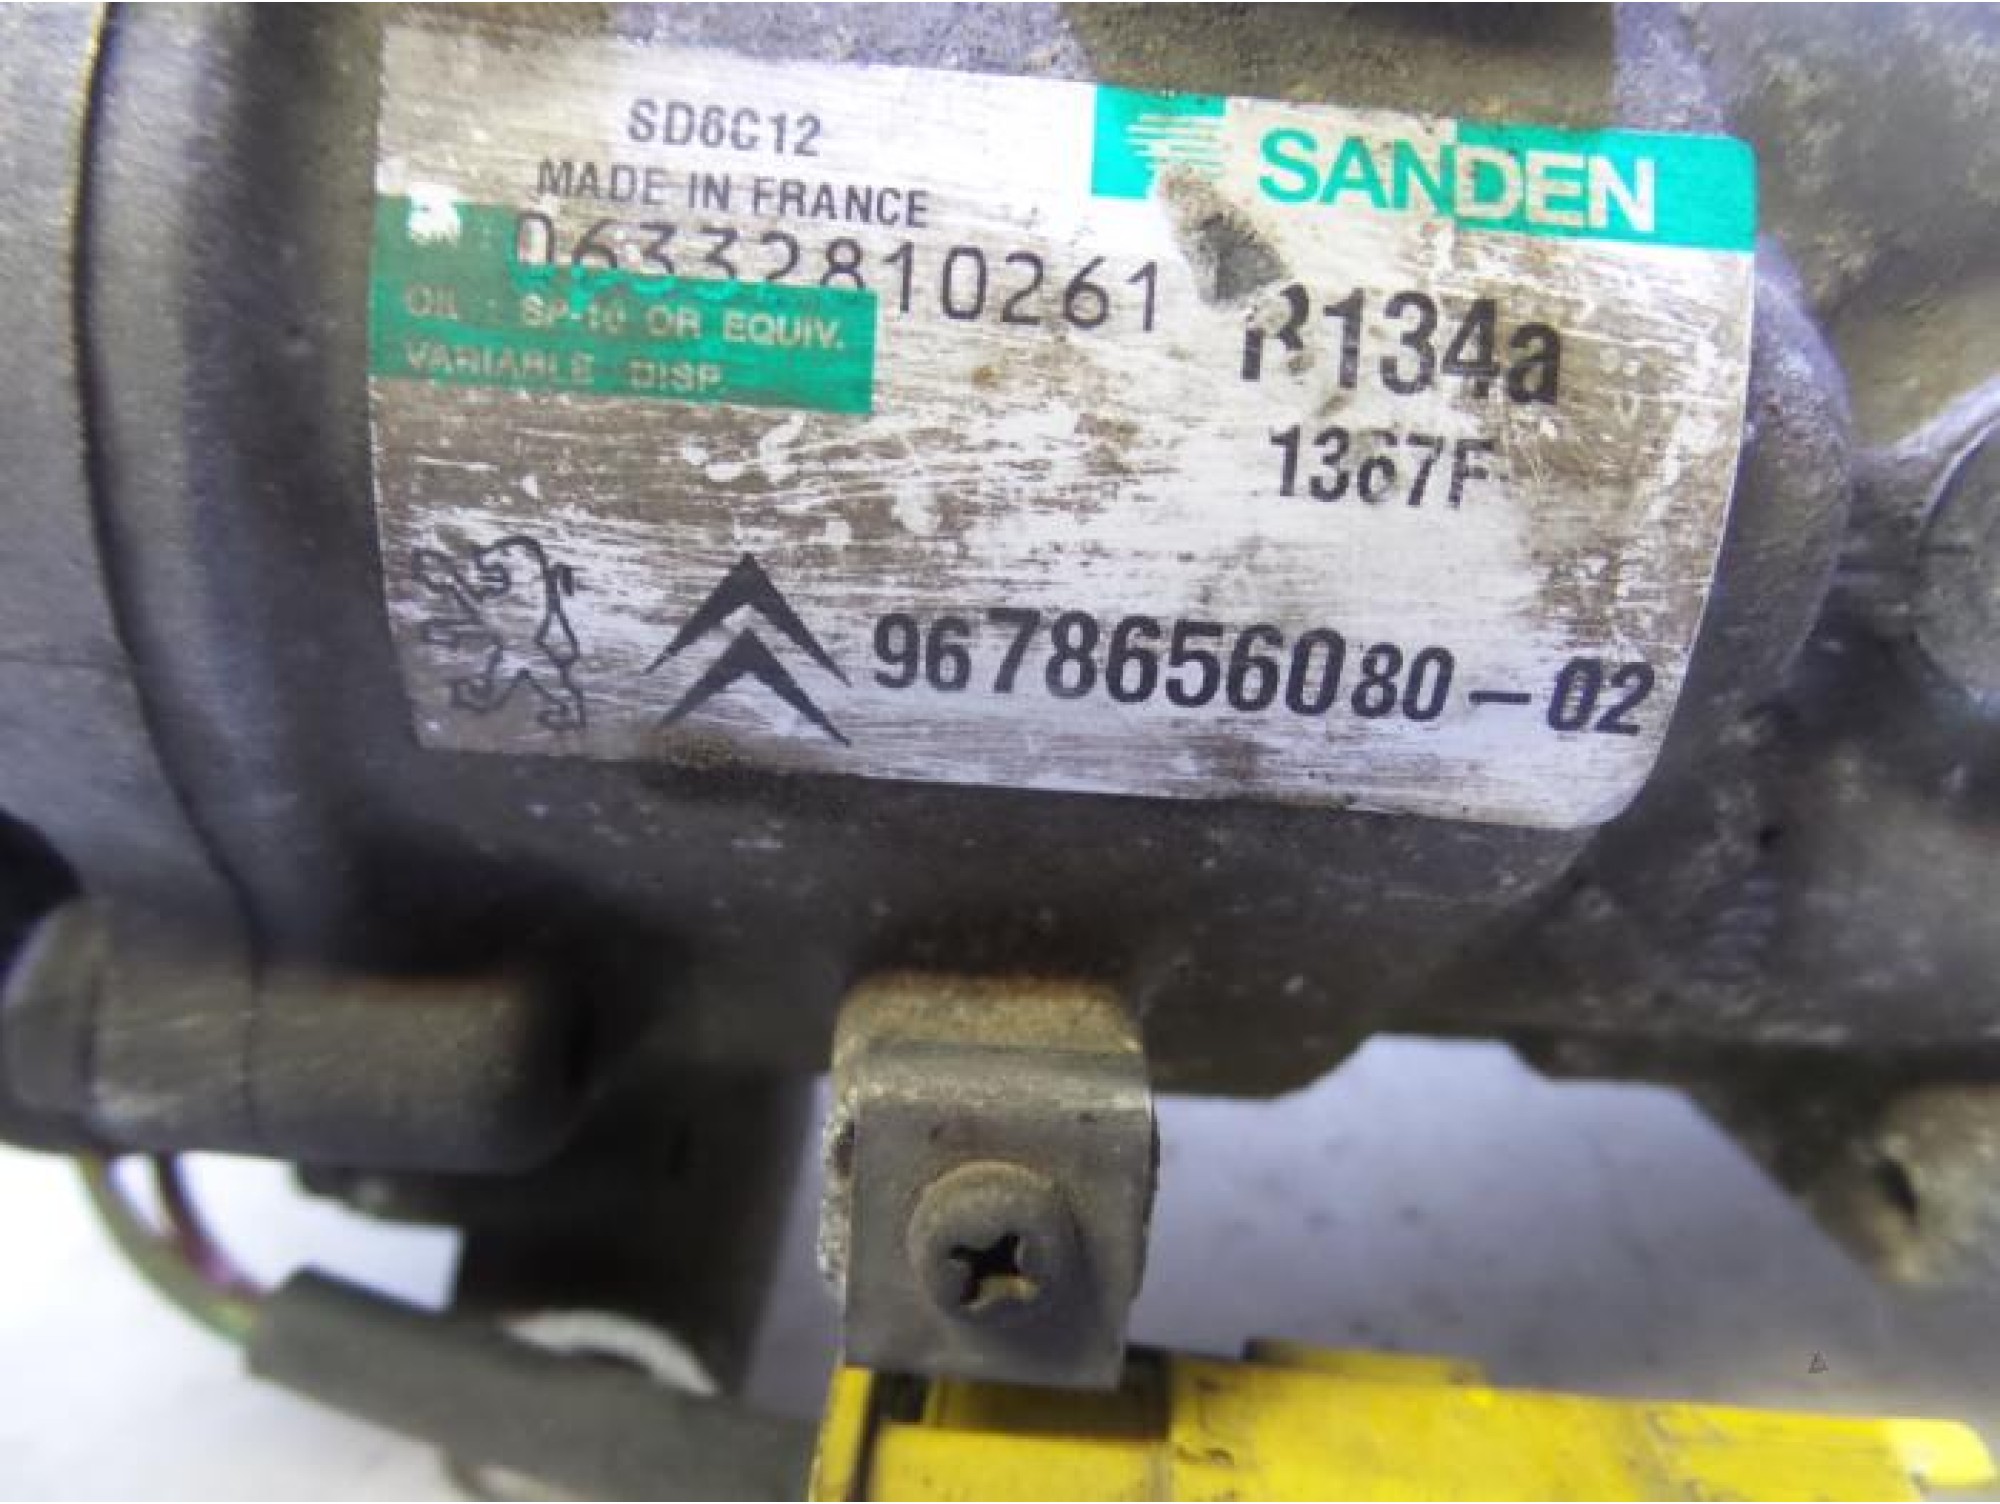 SD6C12
SANDEN
MADE IN FRANCE
06332810261
OIL : SP-10 OR EQUIV.
VARIABLE DISP.
R134a
1367F
9678656080-02